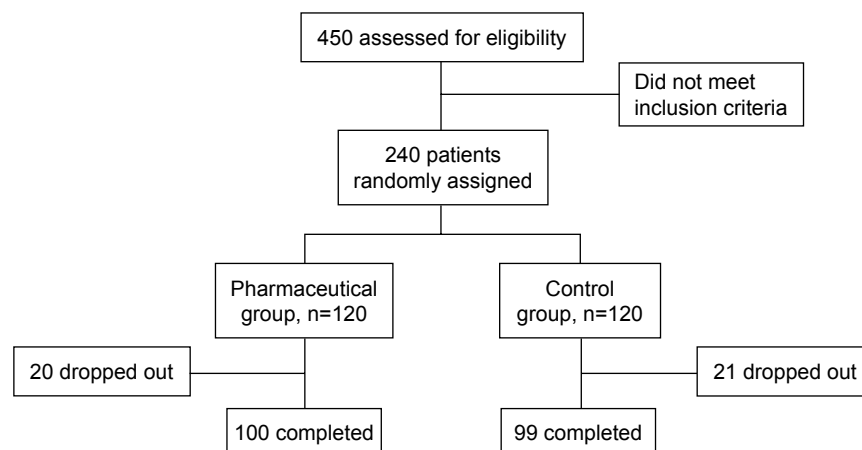 450 assessed for eligibility
Did not meet
inclusion criteria
240 patients
randomly assigned
Pharmaceutical
group, n=120
Control
group, n=120
20 dropped out
21 dropped out
100 completed
99 completed